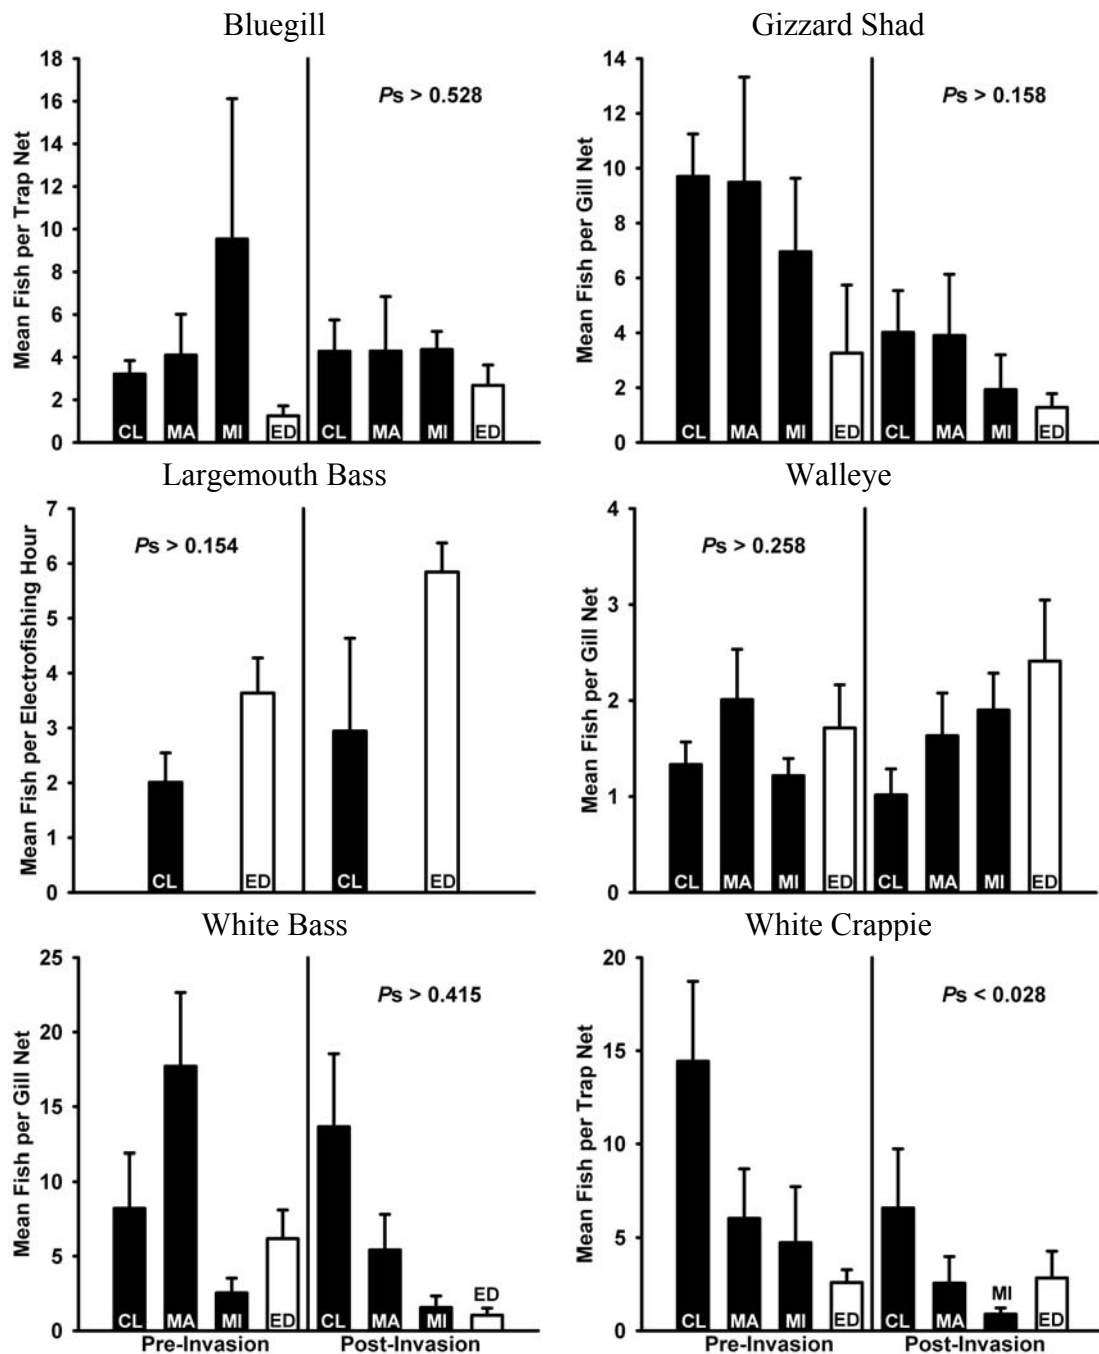 Bluegill
Mean Fish per Trap Net
18
16
14
12
10
8
6
4
2
0
Ps > 0.528
CL MA MI ED CL MA MI ED
Gizzard Shad
Mean Fish per Gill Net
14
12
10
8
6
4
2
0
Ps > 0.158
CL MA MI ED CL MA MI ED
Largemouth Bass
Mean Fish per Electrofishing Hour
7
6
5
4
3
2
1
0
Ps > 0.154
CL ED CL ED
Walleye
Mean Fish per Gill Net
4
3
2
1
0
Ps > 0.258
CL MA MI ED CL MA MI ED
White Bass
Mean Fish per Gill Net
25
20
15
10
5
0
Ps > 0.415
CL MA MI ED CL MA MI ED
Pre-Invasion Post-Invasion
White Crappie
Mean Fish per Trap Net
20
15
10
5
0
Ps < 0.028
CL MA MI ED CL MA MI ED
Pre-Invasion Post-Invasion